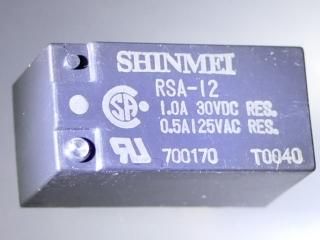 SHINMEI
RSA-12
1.0A 30VDC RES.
0.5A125VAC RES.
700170 T0040